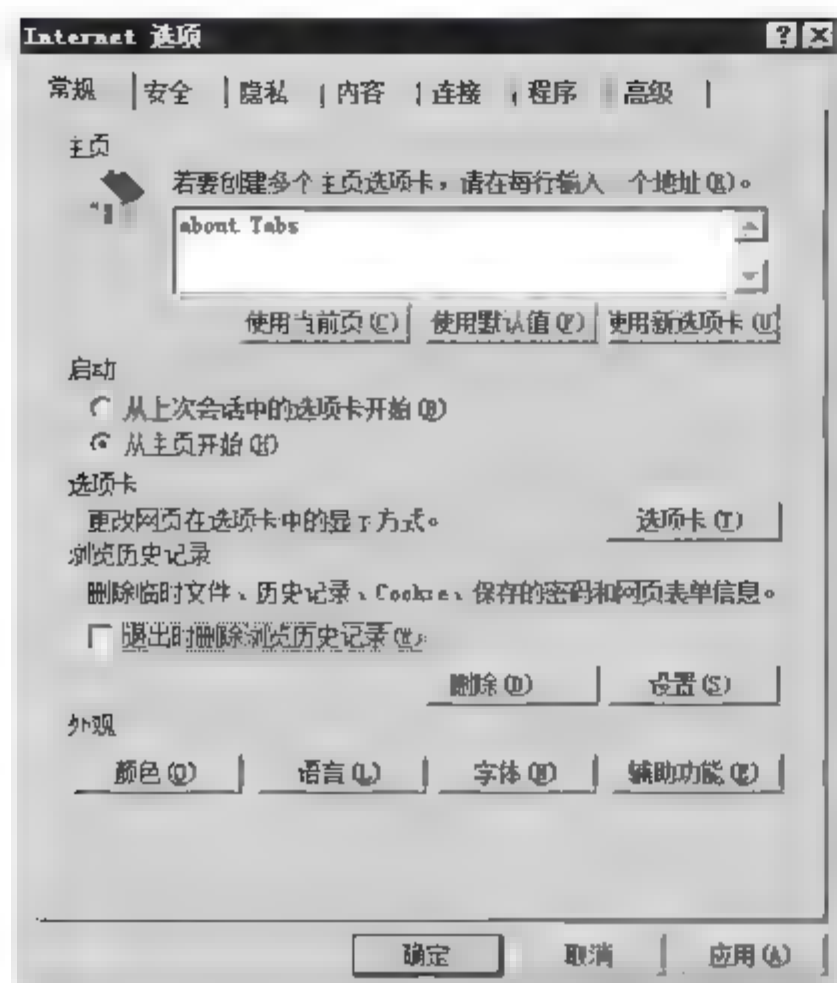 Internet 选项
常规 安全 隐私 内容 连接 程序 高级
主页
若要创建多个主页选项卡，请在每行输入 个地址(R)。
about Tabs
使用当前页(C) 使用默认值(F) 使用新选项卡(U)
启动
从上次会话中的选项卡开始(B)
从主页开始(H)
选项卡
更改网页在选项卡中的显示方式。 选项卡(T)
浏览历史记录
删除临时文件、历史记录、Cookie、保存的密码和网页表单信息。
退出时删除浏览历史记录(W)
删除(D) 设置(S)
外观
颜色(O) 语言(L) 字体(N) 辅助功能(E)
确定 取消 应用(A)